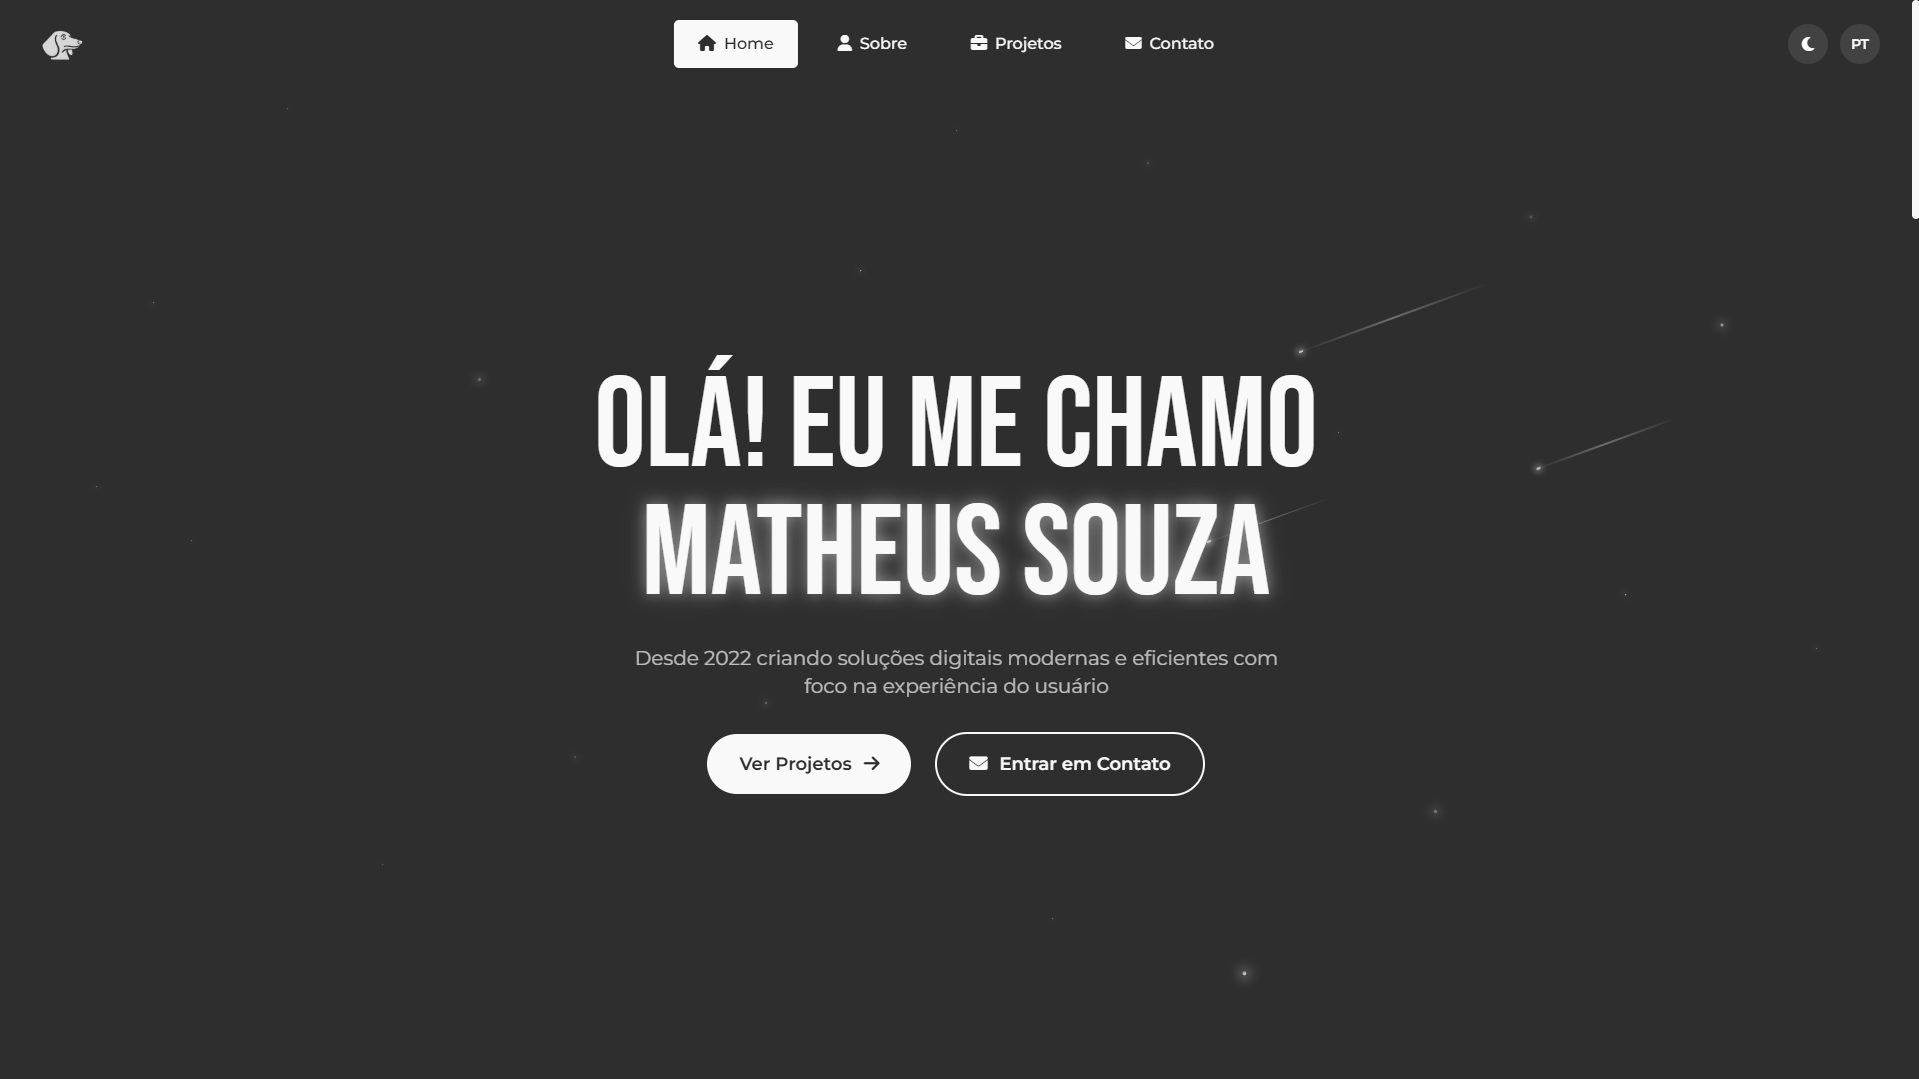 Home
Sobre
Projetos
Contato
PT
OLÁ! EU ME CHAMO
MATHEUS SOUZA
Desde 2022 criando soluções digitais modernas e eficientes com
foco na experiência do usuário
Ver Projetos
Entrar em Contato